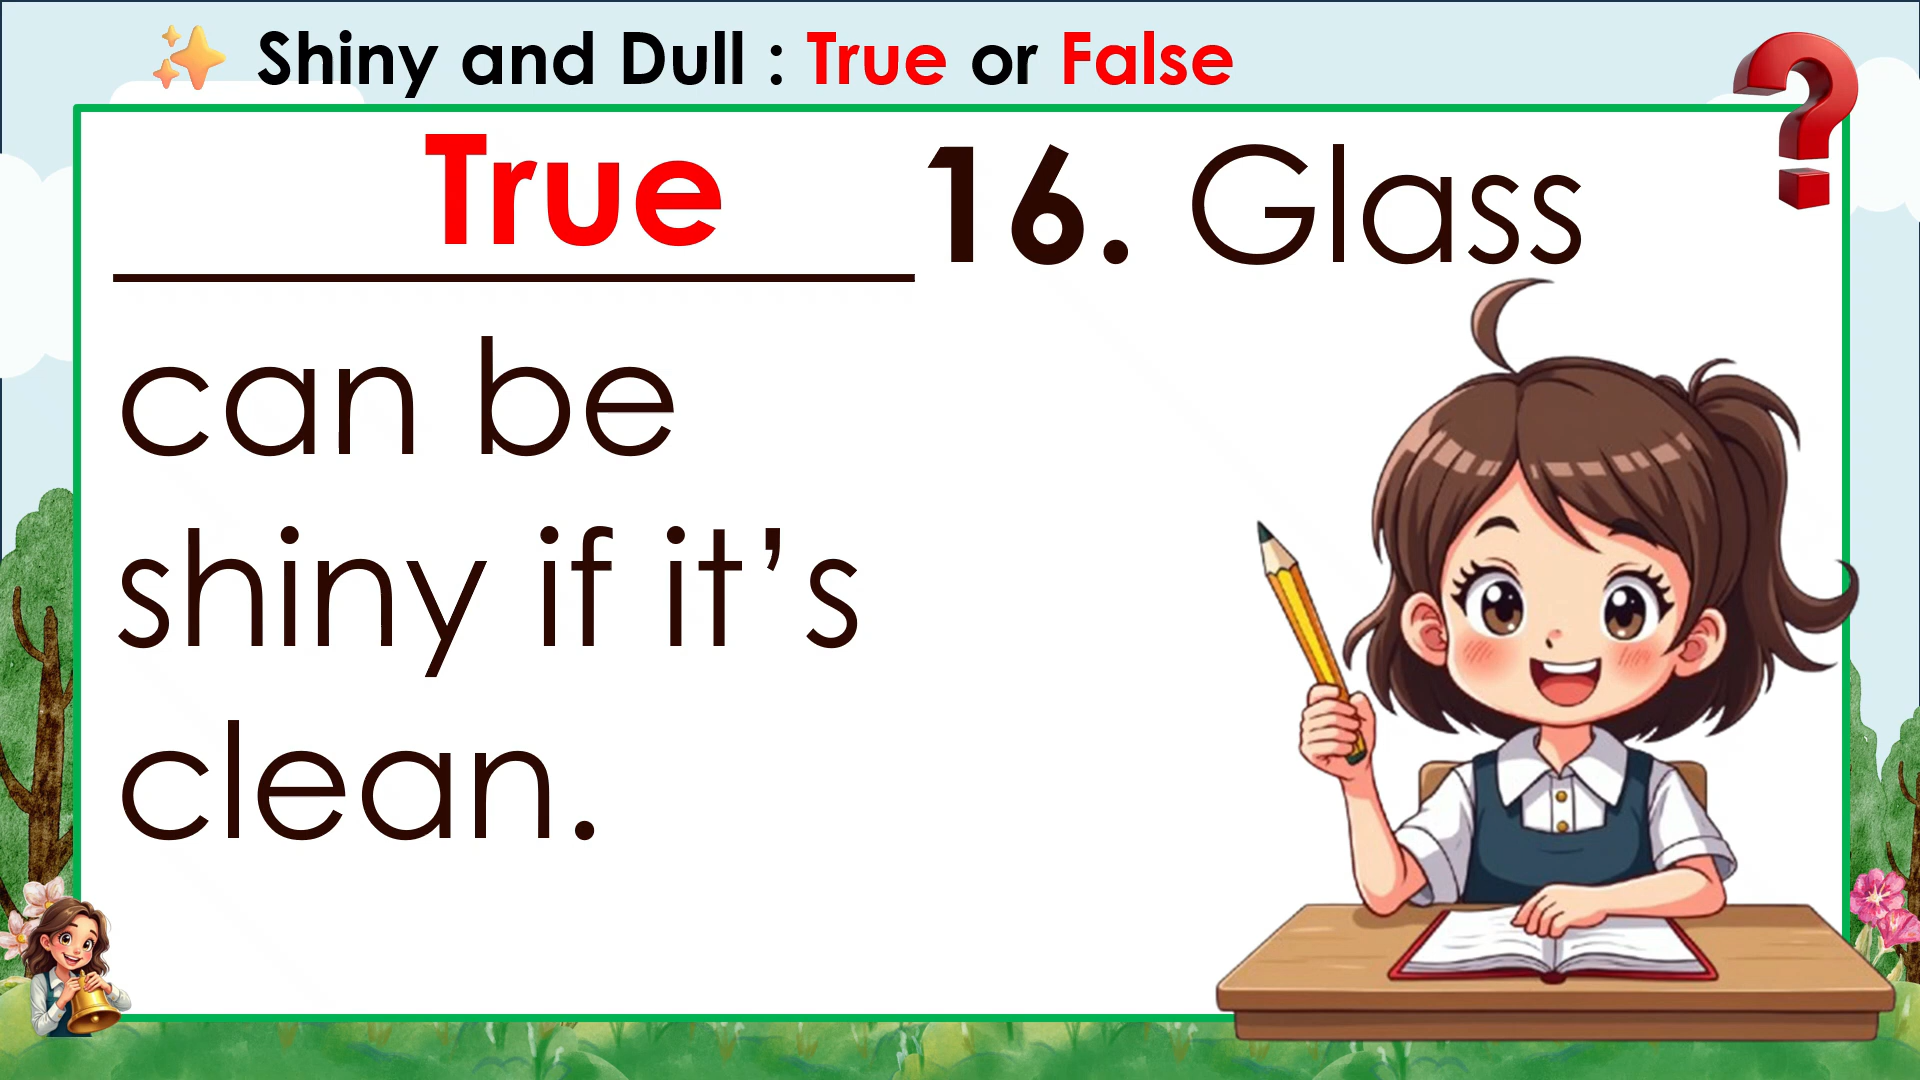 Shiny and Dull : True or False
True 16. Glass
can be
shiny if it’s
clean.